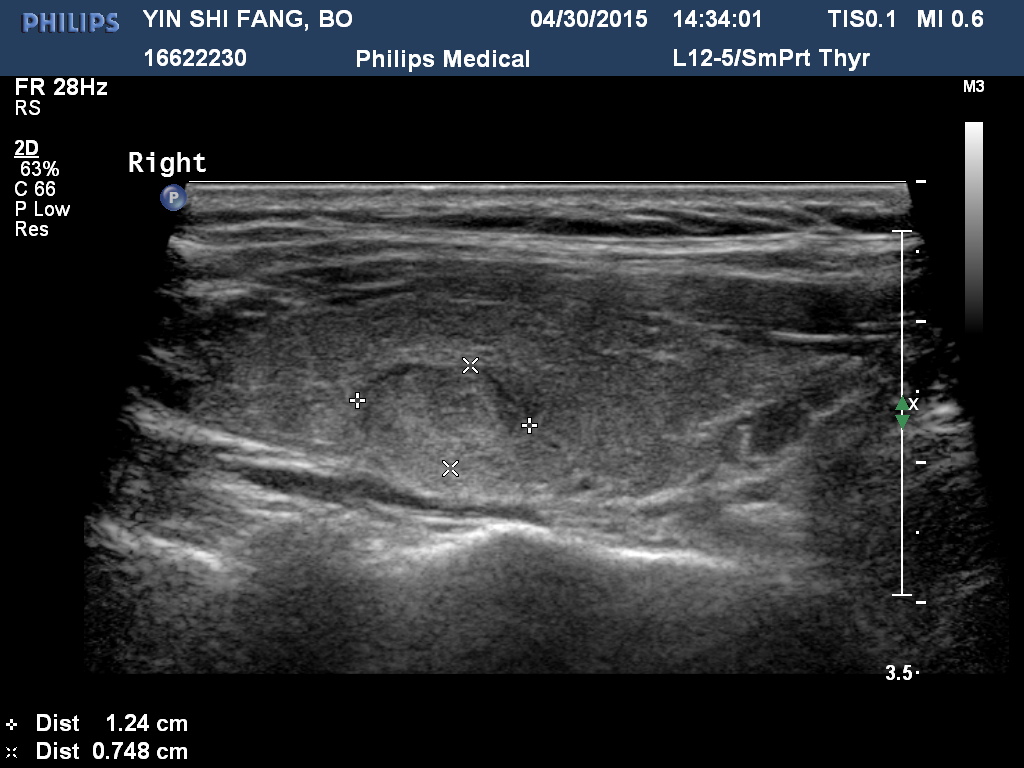 PHILIPS YIN SHI FANG, BO 04/30/2015 14:34:01 TIS0.1 MI 0.6
16622230 Philips Medical L12-5/SmPrt Thyr
FR 28Hz M3
RS
2D
63%
C 66
P Low
Res
Right
P
X
3.5
Dist 1.24 cm
Dist 0.748 cm